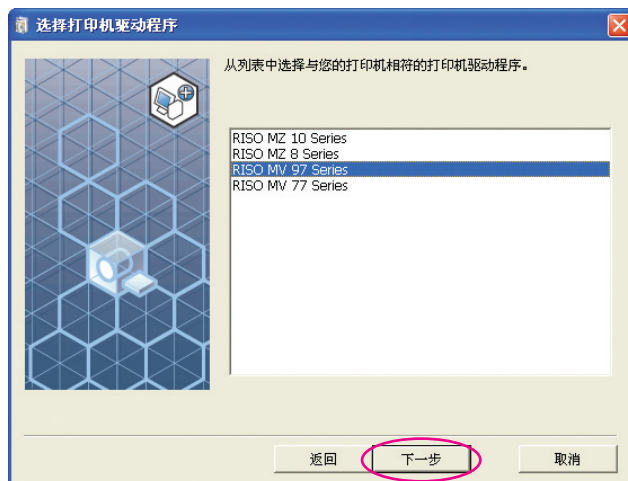 选择打印机驱动程序
从列表中选择与您的打印机相符的打印机驱动程序。
RISO MZ 10 Series
RISO MZ 8 Series
RISO MV 97 Series
RISO MV 77 Series
返回 下一步 取消